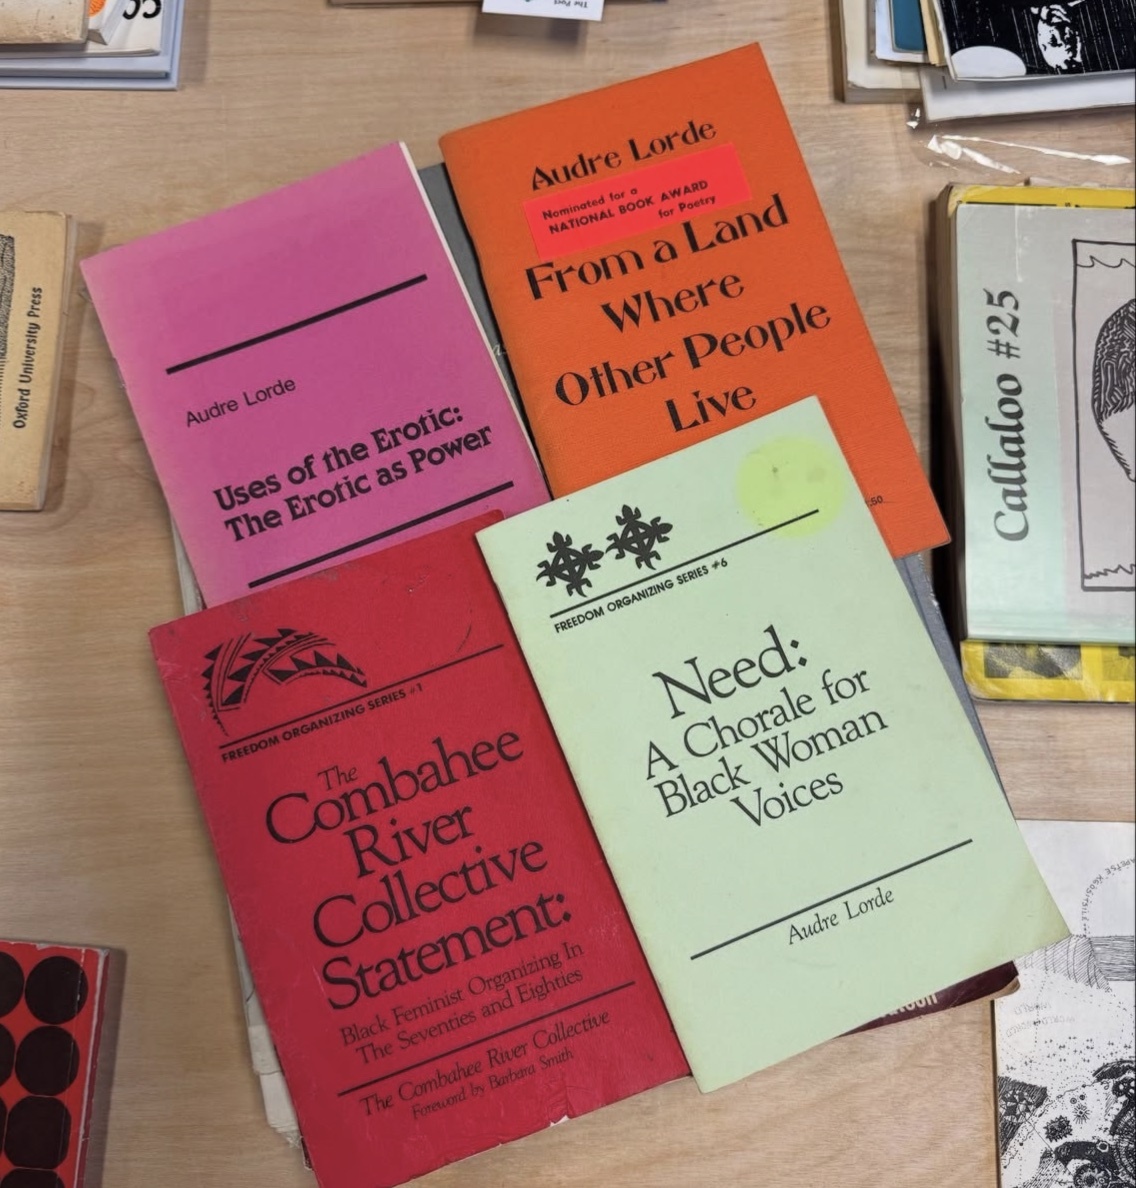 Audre Lorde
Uses of the Erotic:
The Erotic as Power
Audre Lorde
Nominated for a
NATIONAL BOOK AWARD
for Poetry
From a Land
Where
Other People
Live
FREEDOM ORGANIZING SERIES #1
The
Combahee
River
Collective
Statement:
Black Feminist Organizing In
The Seventies and Eighties
The Combahee River Collective
Foreword by Barbara Smith
FREEDOM ORGANIZING SERIES #6
Need:
A Chorale for
Black Woman
Voices
Audre Lorde
Oxford University Press
Callaloo #25